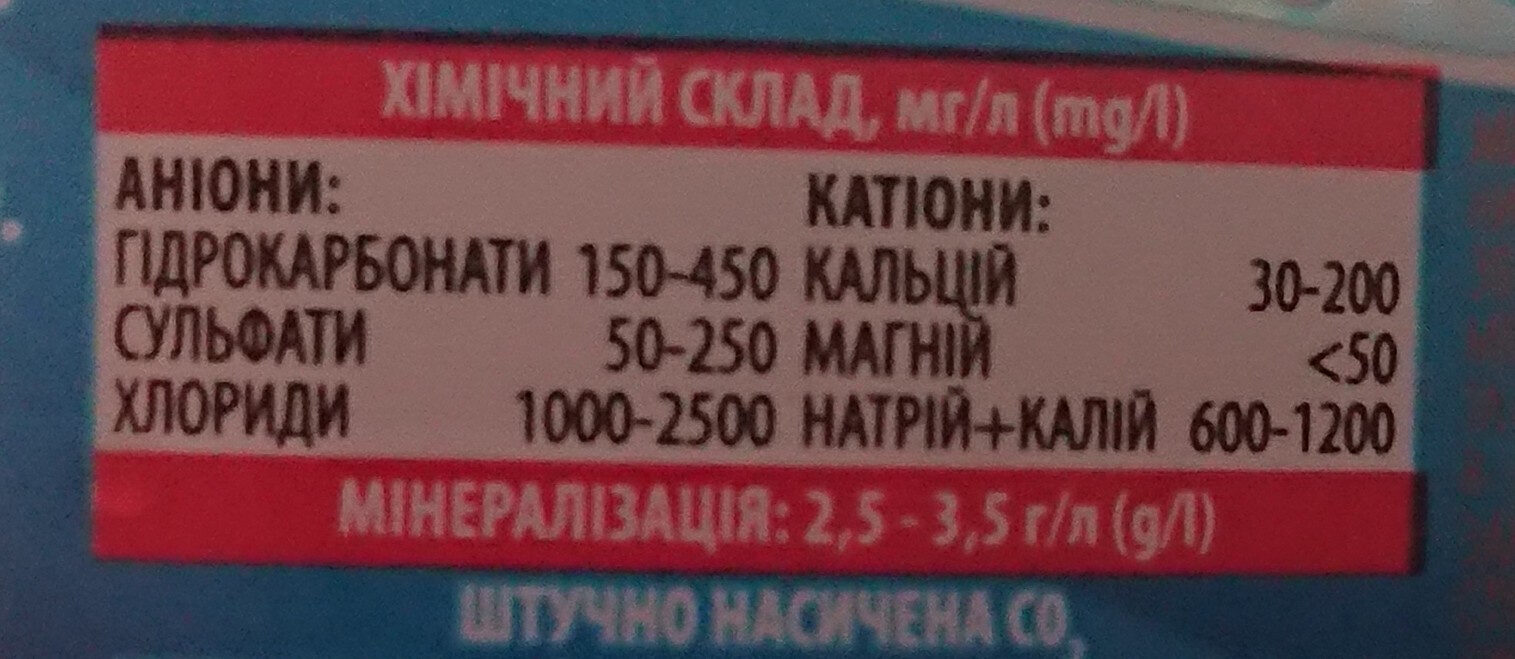 ХІМІЧНИЙ СКЛАД, мг/л (mg/l)
АНІОНИ: КАТІОНИ:
ГІДРОКАРБОНАТИ 150-450 КАЛЬЦІЙ 30-200
СУЛЬФАТИ 50-250 МАГНІЙ <50
ХЛОРИДИ 1000-2500 НАТРІЙ+КАЛІЙ 600-1200
МІНЕРАЛІЗАЦІЯ: 2,5 - 3,5 г/л (g/l)
ШТУЧНО НАСИЧЕНА CO₂